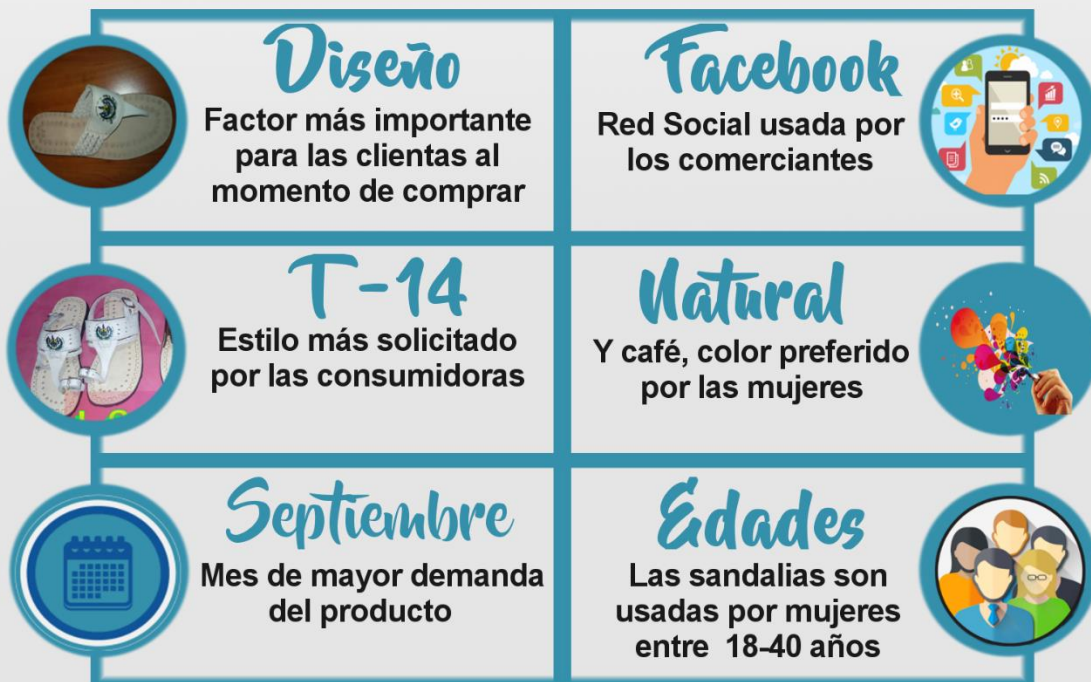 Diseño
Factor más importante
para las clientas al
momento de comprar
Facebook
Red Social usada por
los comerciantes
T-14
Estilo más solicitado
por las consumidoras
Natural
Y café, color preferido
por las mujeres
Septiembre
Mes de mayor demanda
del producto
Edades
Las sandalias son
usadas por mujeres
entre 18-40 años